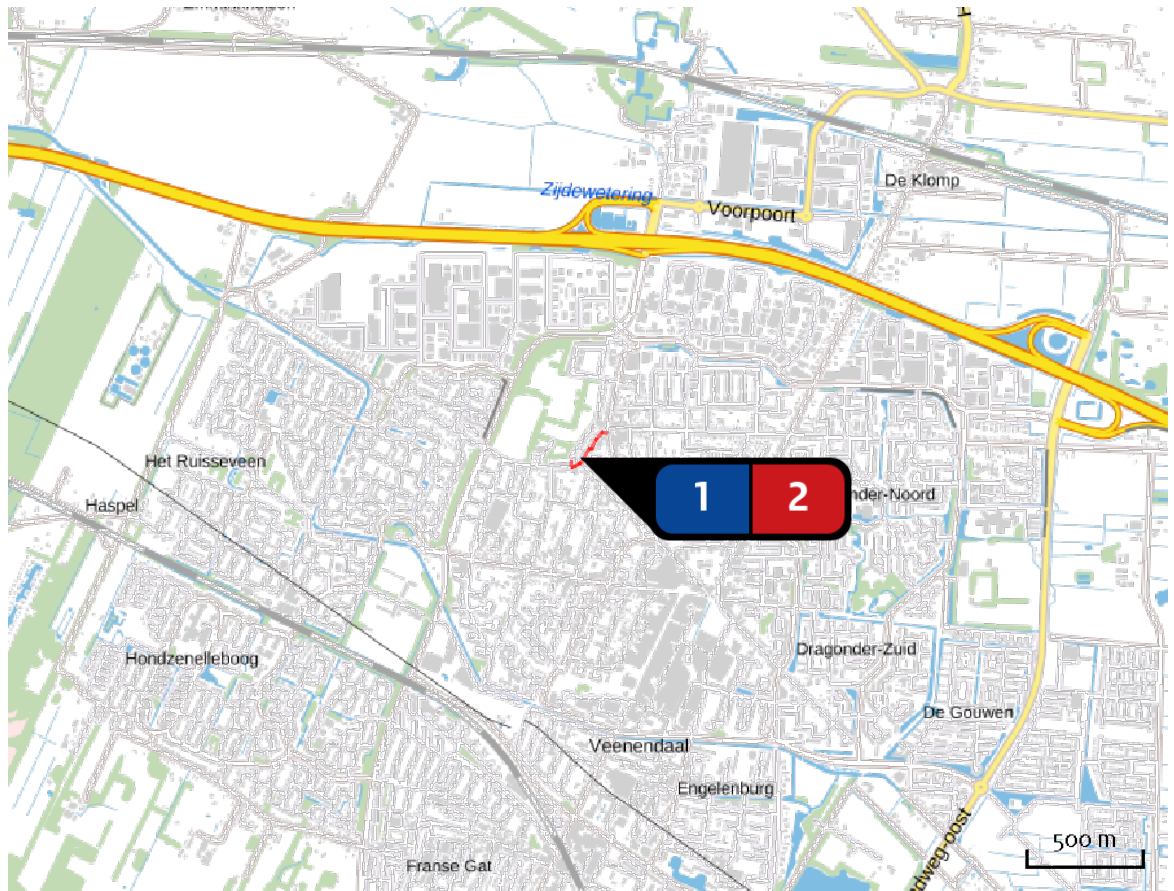 De Klomp
Zijdewetering
Voorpoort
Het Ruisseveen
1
2
nder-Noord
Haspel
Dragonder-Zuid
Hondzenelleboog
De Gouwen
Veenendaal
Engelenburg
500 m
dweg-oost
Franse Gat